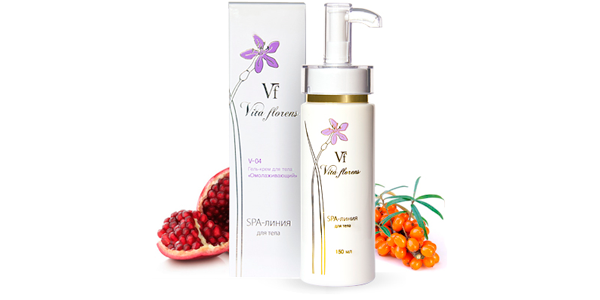 Vf
Vita florens
V-04
Гель-крем для тела
«Омолаживающий»
SPA-линия
для тела
Vf
Vita florens
SPA-линия
для тела
150 мл